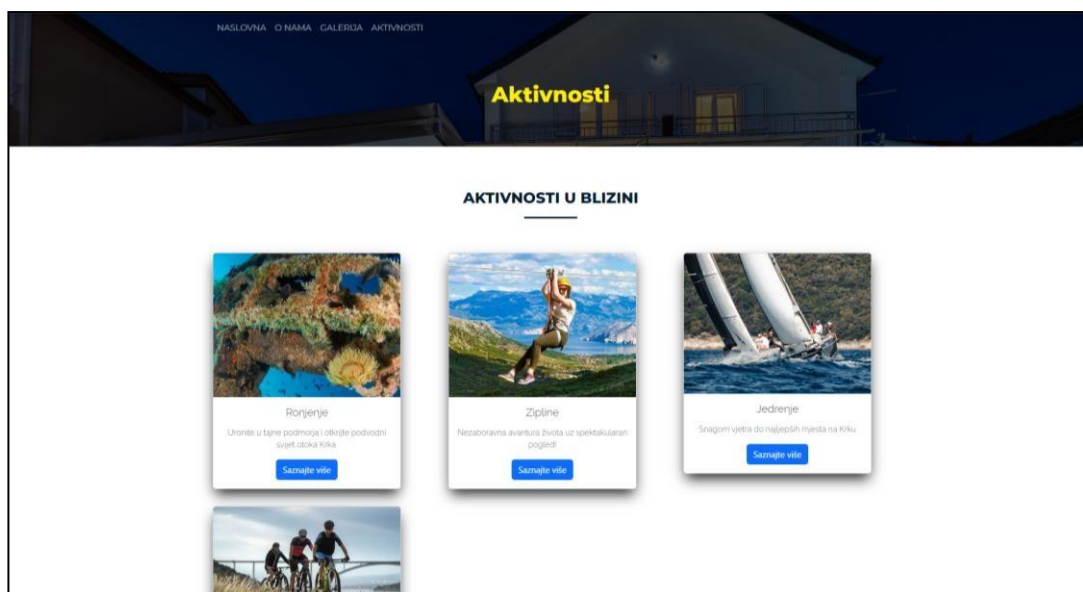 NASLOVNA O NAMA GALERIJA AKTIVNOSTI
Aktivnosti
AKTIVNOSTI U BLIZINI
Ronjenje
Uronite u tajne podmorja i otkrijte podvodni
svijet otoka Krka
Saznajte više
Zipline
Nezaboravna avantura života uz spektakularan
pogled!
Saznajte više
Jedrenje
Snagom vjetra do najljepših mjesta na Krku
Saznajte više